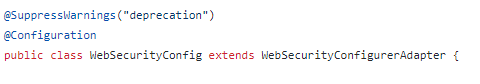 @SuppressWarnings("deprecation")
@Configuration
public class WebSecurityConfig extends WebSecurityConfigurerAdapter {